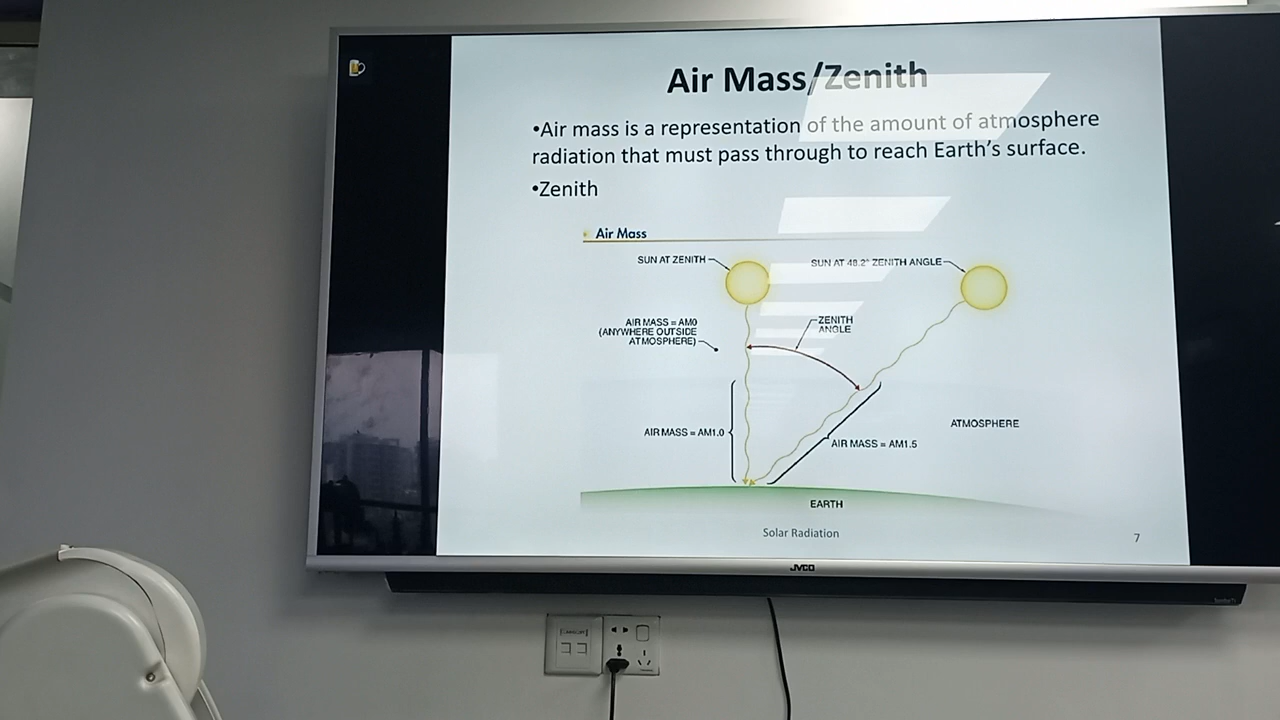 Air Mass/Zenith
•Air mass is a representation of the amount of atmosphere
radiation that must pass through to reach Earth's surface.
•Zenith
Air Mass
SUN AT ZENITH
SUN AT 48.2° ZENITH ANGLE
AIR MASS = AM0
(ANYWHERE OUTSIDE
ATMOSPHERE)
ZENITH
ANGLE
AIR MASS = AM1.0
AIR MASS = AM1.5
ATMOSPHERE
EARTH
Solar Radiation
7
JVCO